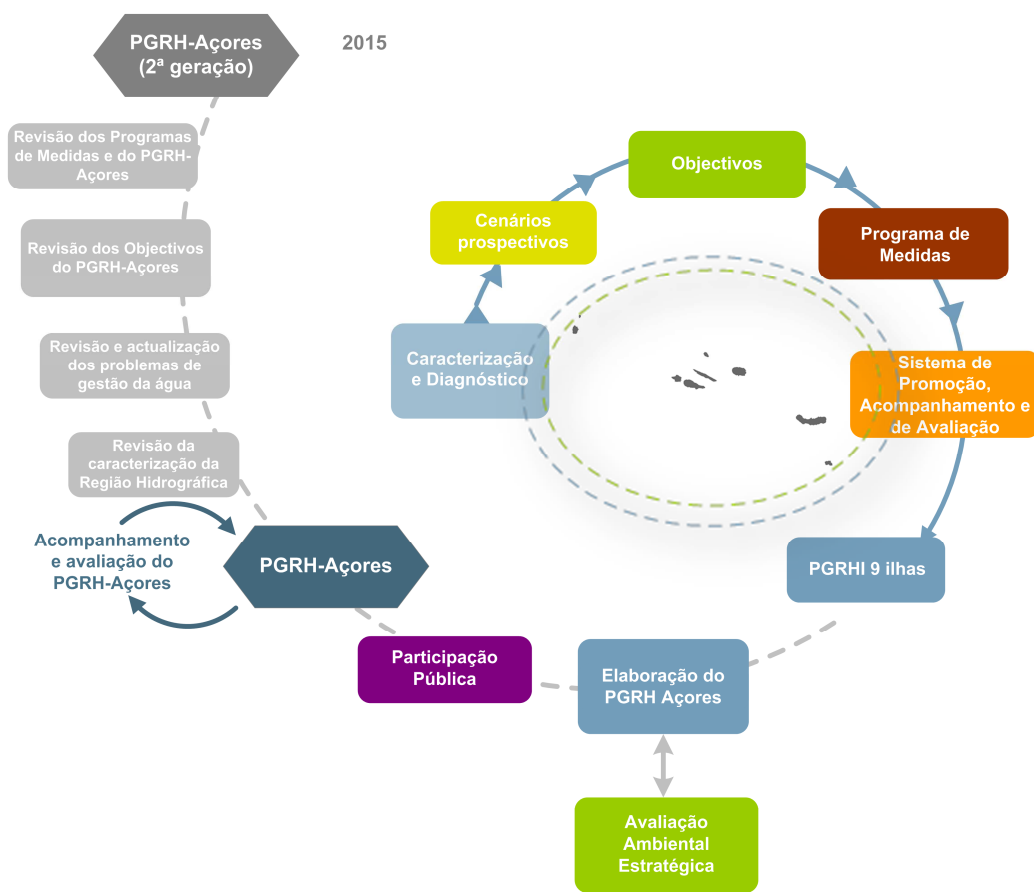 PGRH-Açores
(2ª geração)
2015
Revisão dos Programas
de Medidas e do PGRH-
Açores
Revisão dos Objectivos
do PGRH-Açores
Revisão e actualização
dos problemas de
gestão da água
Revisão da
caracterização da
Região Hidrográfica
Acompanhamento
e avaliação do
PGRH-Açores
PGRH-Açores
Participação
Pública
Elaboração do
PGRH Açores
Avaliação
Ambiental
Estratégica
Caracterização
e Diagnóstico
Cenários
prospectivos
Objectivos
Programa de
Medidas
Sistema de
Promoção,
Acompanhamento e
de Avaliação
PGRHI 9 ilhas